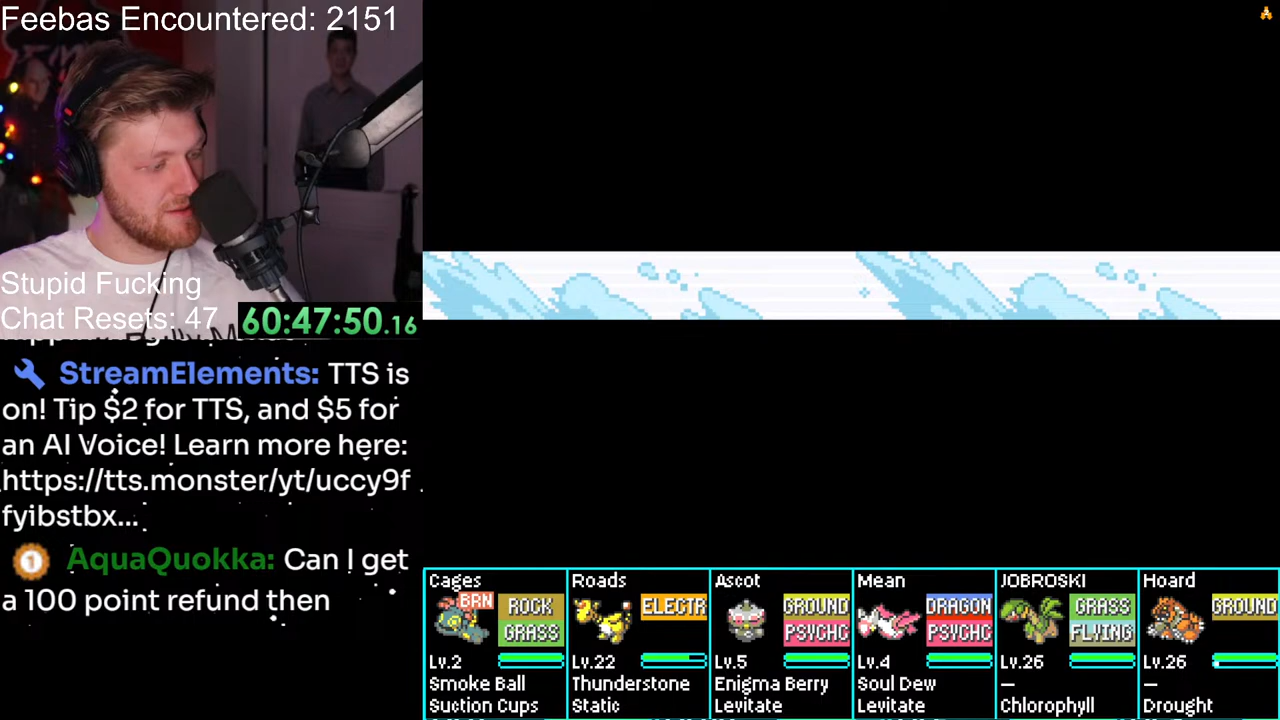 Feebas Encountered: 2151
Stupid Fucking
Chat Resets: 47
60:47:50.16
StreamElements: TTS is
on! Tip $2 for TTS, and $5 for
an AI Voice! Learn more here:
https://tts.monster/yt/uccy9f
fyibstbx...
AquaQuokka: Can I get
a 100 point refund then
Cages
BRN
ROCK
GRASS
Lv.2
Smoke Ball
Suction Cups
Roads
ELECTR
Lv.22
Thunderstone
Static
Ascot
GROUND
PSYCHC
Lv.5
Enigma Berry
Levitate
Mean
DRAGON
PSYCHC
Lv.4
Soul Dew
Levitate
JOBROSKI
GRASS
FLYING
Lv.26
—
Chlorophyll
Hoard
GROUND
Lv.26
—
Drought